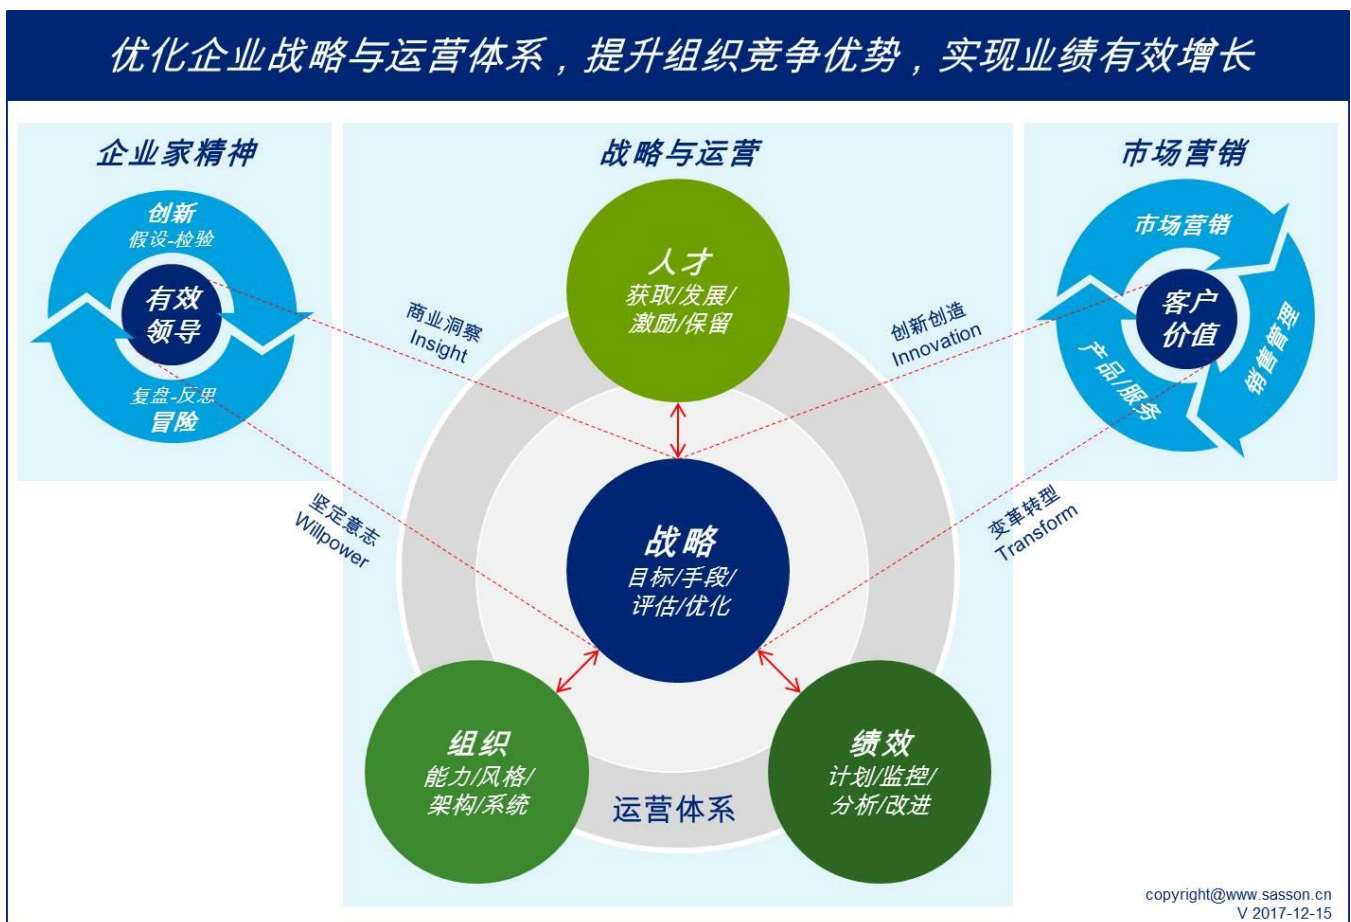 优化企业战略与运营体系，提升组织竞争优势，实现业绩有效增长
企业家精神
创新
假设-检验
有效
领导
复盘-反思
冒险
商业洞察
Insight
坚定意志
Willpower
战略与运营
人才
获取/发展/
激励/保留
战略
目标/手段/
评估/优化
组织
能力/风格/
架构/系统
绩效
计划/监控/
分析/改进
运营体系
创新创造
Innovation
变革转型
Transform
市场营销
市场营销
客户
价值
产品/服务
销售管理
copyright@www.sasson.cn
V 2017-12-15